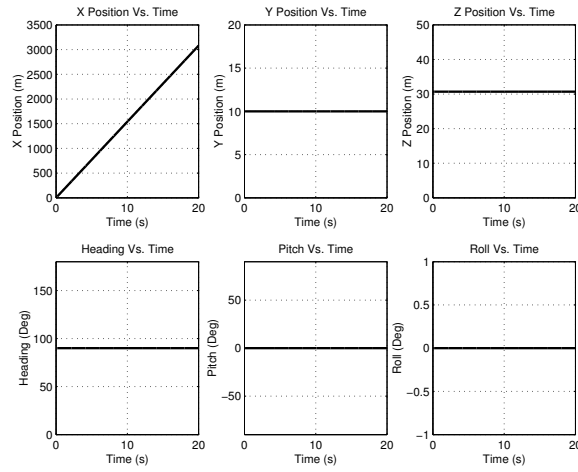 X Position Vs. Time
Y Position Vs. Time
Z Position Vs. Time
3500
3000
2500
2000
1500
1000
500
0
X Position (m)
0 10 20
Time (s)
20
15
10
5
0
Y Position (m)
0 10 20
Time (s)
50
40
30
20
10
0
Z Position (m)
0 10 20
Time (s)
Heading Vs. Time
Pitch Vs. Time
Roll Vs. Time
150
100
50
0
Heading (Deg)
0 10 20
Time (s)
50
0
−50
Pitch (Deg)
0 10 20
Time (s)
1
0.5
0
−0.5
−1
Roll (Deg)
0 10 20
Time (s)